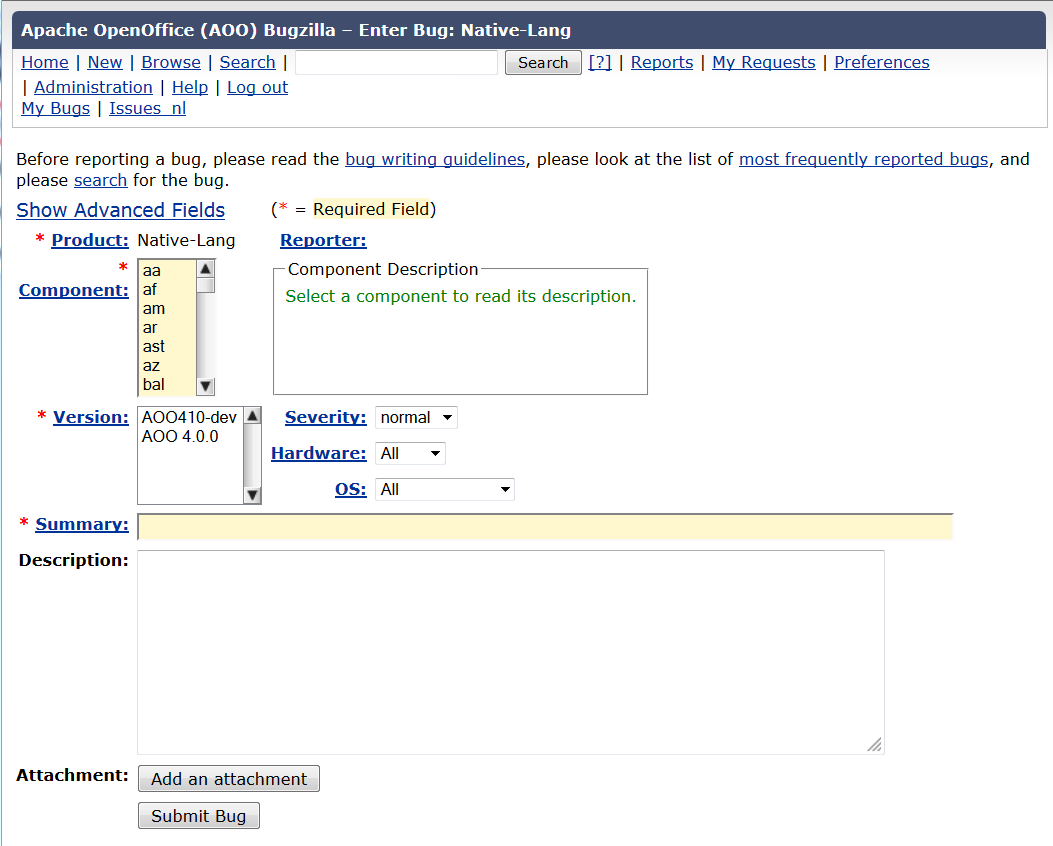 Apache OpenOffice (AOO) Bugzilla – Enter Bug: Native-Lang
Home | New | Browse | Search | Search [?] | Reports | My Requests | Preferences
| Administration | Help | Log out
My Bugs | Issues_nl
Before reporting a bug, please read the bug writing guidelines, please look at the list of most frequently reported bugs, and
please search for the bug.
Show Advanced Fields (* = Required Field)
* Product: Native-Lang Reporter:
* Component:
aa
af
am
ar
ast
az
bal
Component Description
Select a component to read its description.
* Version:
AOO410-dev
AOO 4.0.0
Severity: normal
Hardware: All
OS: All
* Summary:
Description:
Attachment: Add an attachment
Submit Bug